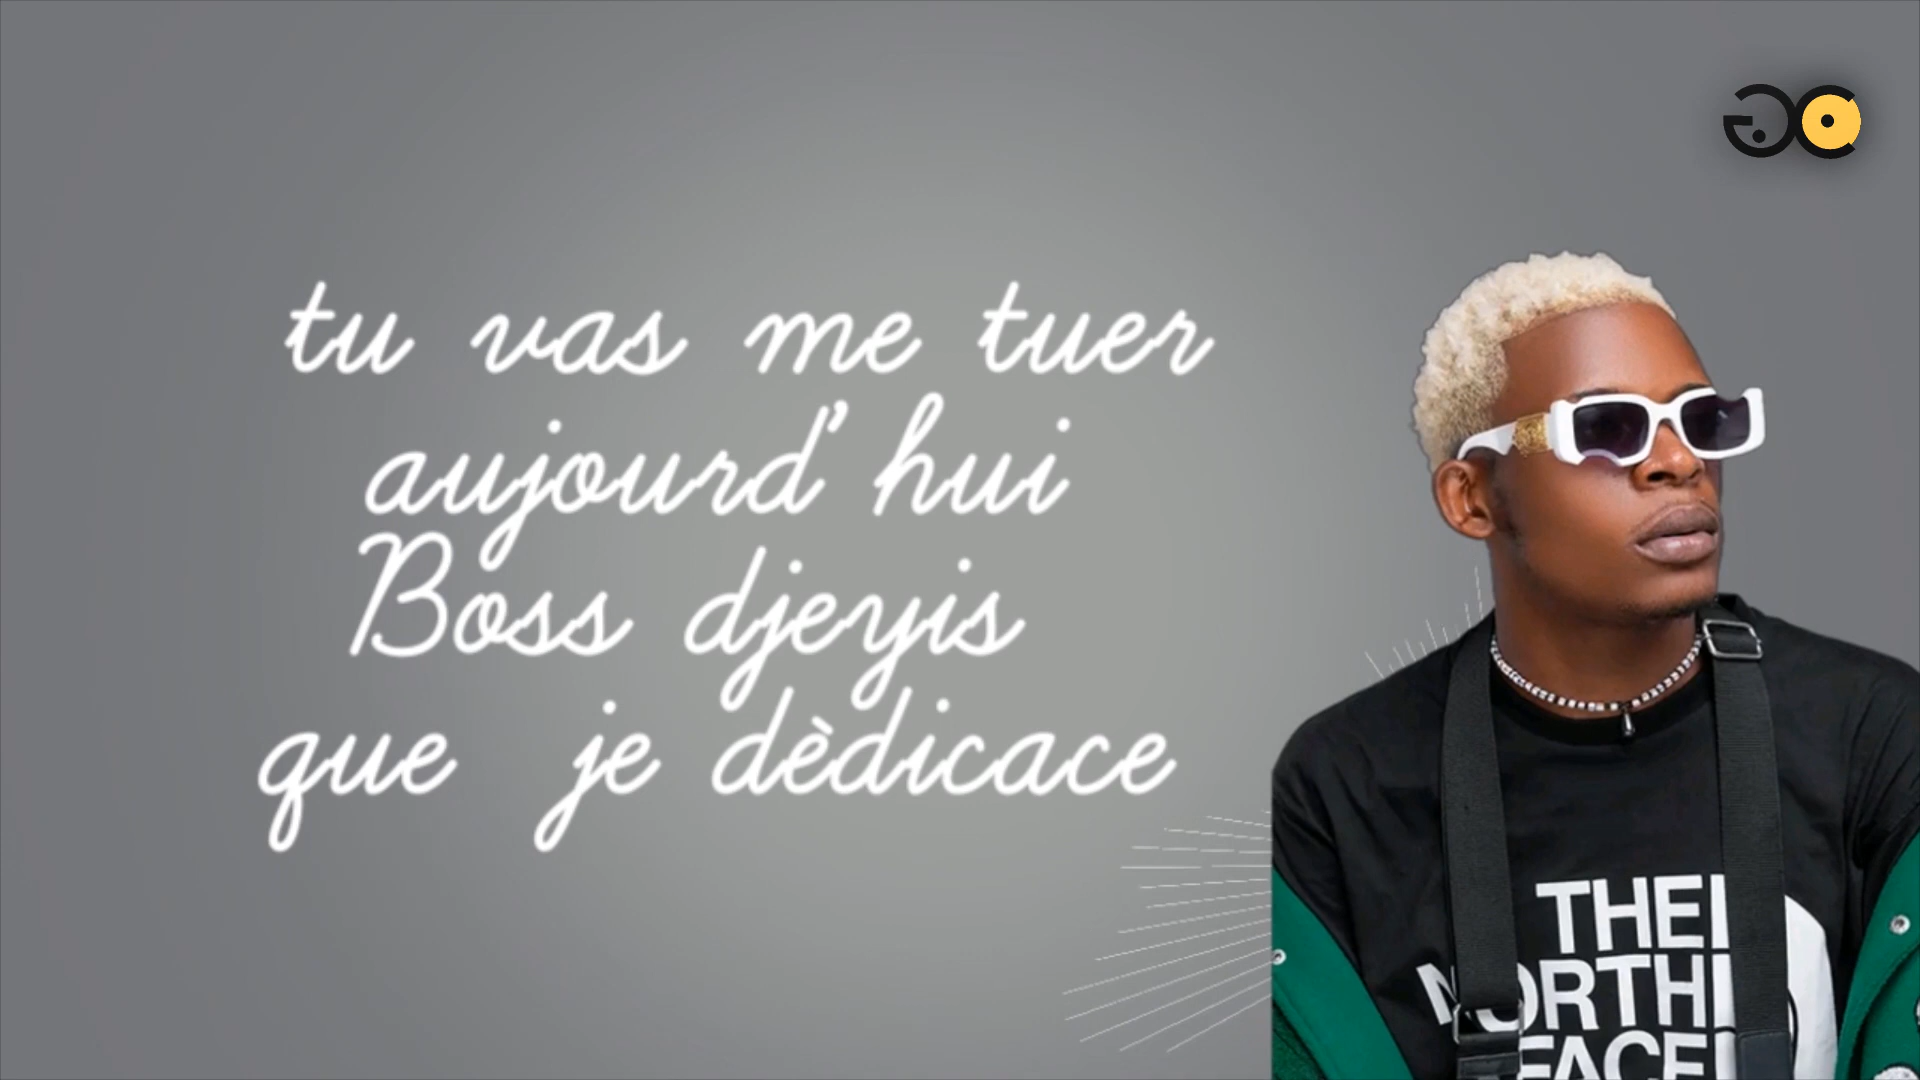 tu vas me tuer
aujourd'hui
Boss djeyis
que je dèdicace
THE
NORTH
FACE